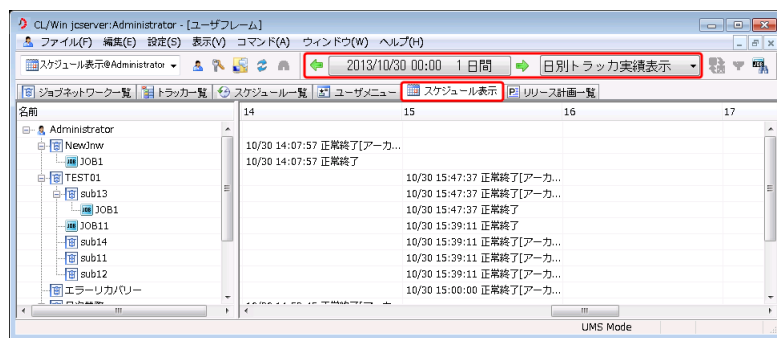 CL/Win jcserver:Administrator - [ユーザフレーム]
ファイル(F) 編集(E) 設定(S) 表示(V) コマンド(A) ウィンドウ(W) ヘルプ(H)
スケジュール表示@Administrator 2013/10/30 00:00 1 日間 日別トラッカ実績表示
ジョブネットワーク一覧 トラッカ一覧 スケジュール一覧 ユーザメニュー スケジュール表示 リリース計画一覧
名前 14 15 16 17
Administrator
NewJnw 10/30 14:07:57 正常終了[アーカ...
JOB1 10/30 14:07:57 正常終了
TEST01 10/30 15:47:37 正常終了[アーカ...
sub13 10/30 15:47:37 正常終了[アーカ...
JOB1 10/30 15:47:37 正常終了
JOB11 10/30 15:39:11 正常終了
sub14 10/30 15:39:11 正常終了[アーカ...
sub11 10/30 15:39:11 正常終了[アーカ...
sub12 10/30 15:39:11 正常終了[アーカ...
エラーリカバリー 10/30 15:00:00 正常終了[アーカ...
UMS Mode